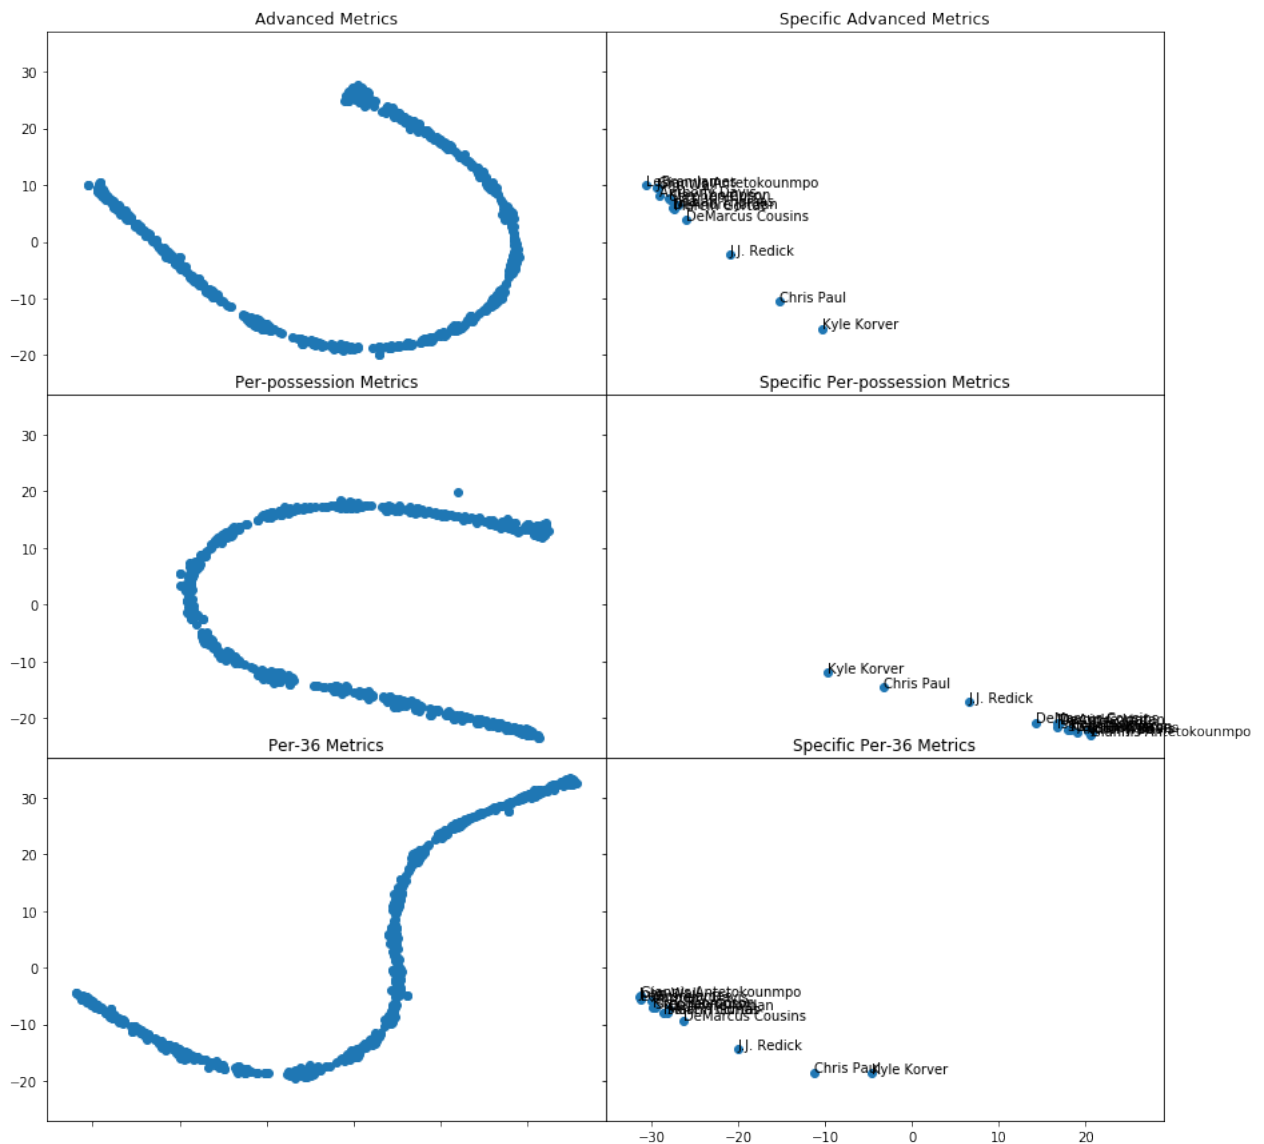 Advanced Metrics
Specific Advanced Metrics
30
20
10
0
−10
−20
Antetokounmpo
DeMarcus Cousins
J.J. Redick
Chris Paul
Kyle Korver
Per-possession Metrics
Specific Per-possession Metrics
30
20
10
0
−10
−20
Kyle Korver
Chris Paul
J.J. Redick
Antetokounmpo
Per-36 Metrics
Specific Per-36 Metrics
30
20
10
0
−10
−20
Antetokounmpo
DeMarcus Cousins
J.J. Redick
Chris Paul
Kyle Korver
−30
−20
−10
0
10
20